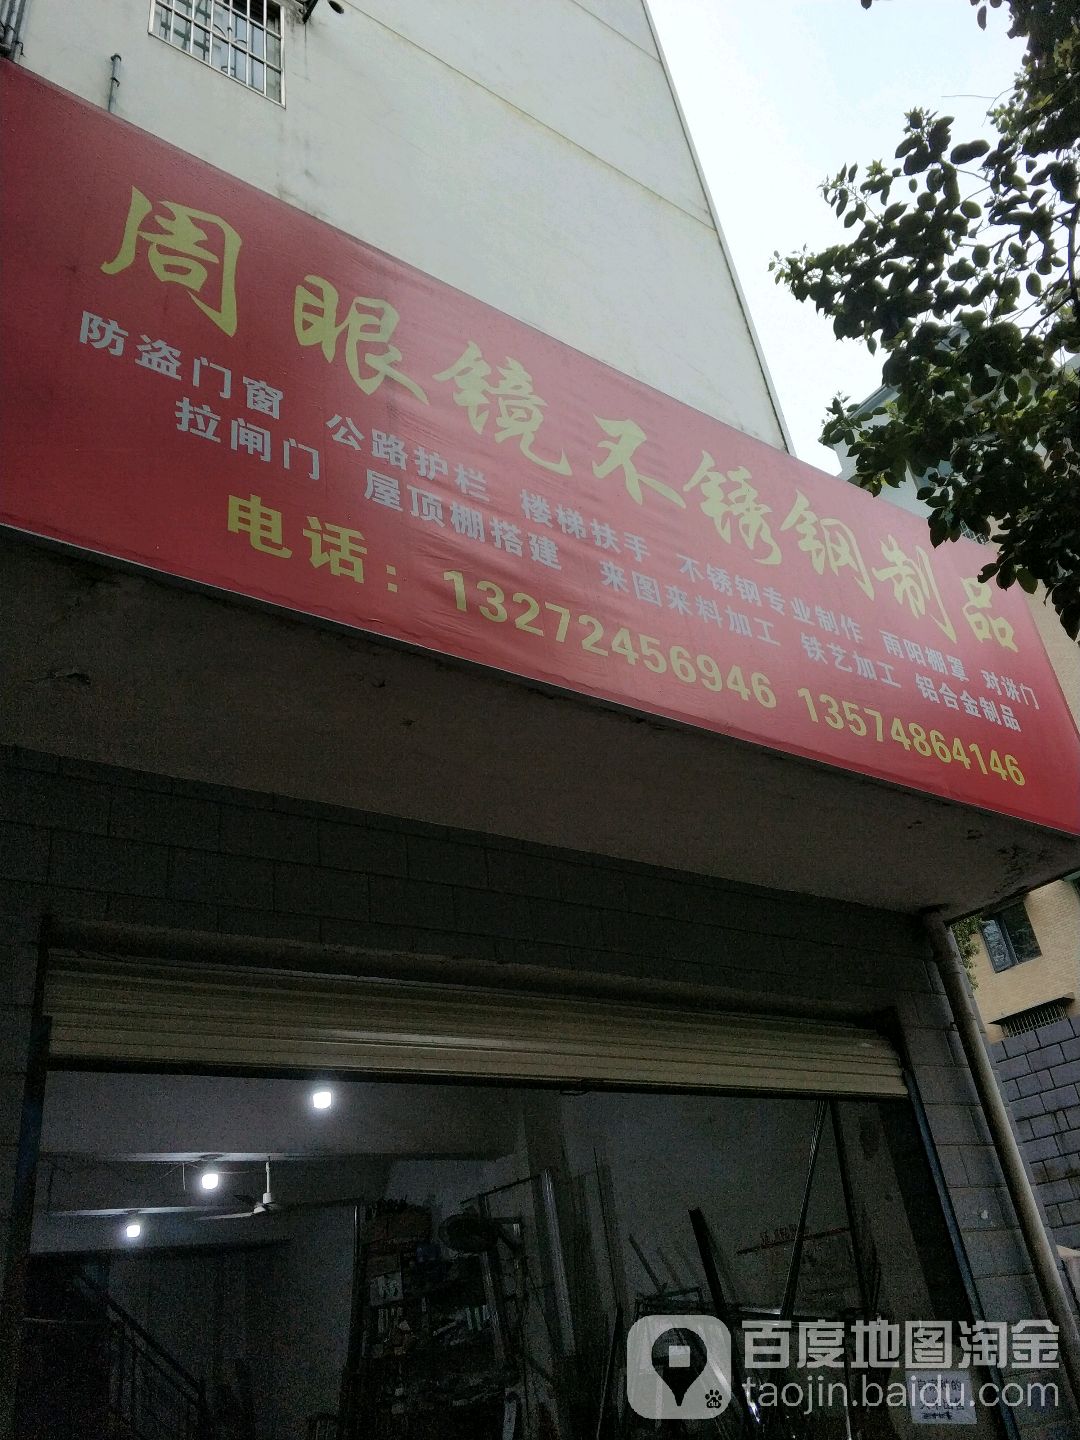 周眼镜不锈钢制品
防盗门窗 公路护栏 楼梯扶手 不锈钢专业制作 雨阳棚罩 对讲门
拉闸门 屋顶棚搭建 来图来料加工 铁艺加工 铝合金制品
电话：13272456946 13574864146
百度地图淘金
taojin.baidu.com